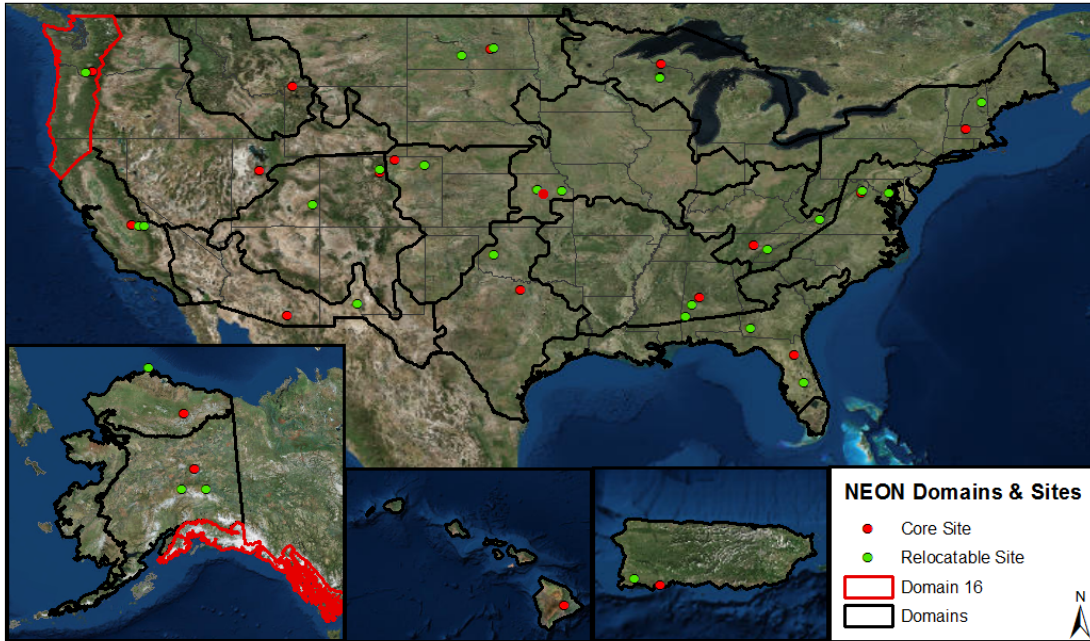 NEON Domains & Sites
Core Site
Relocatable Site
Domain 16
Domains
N